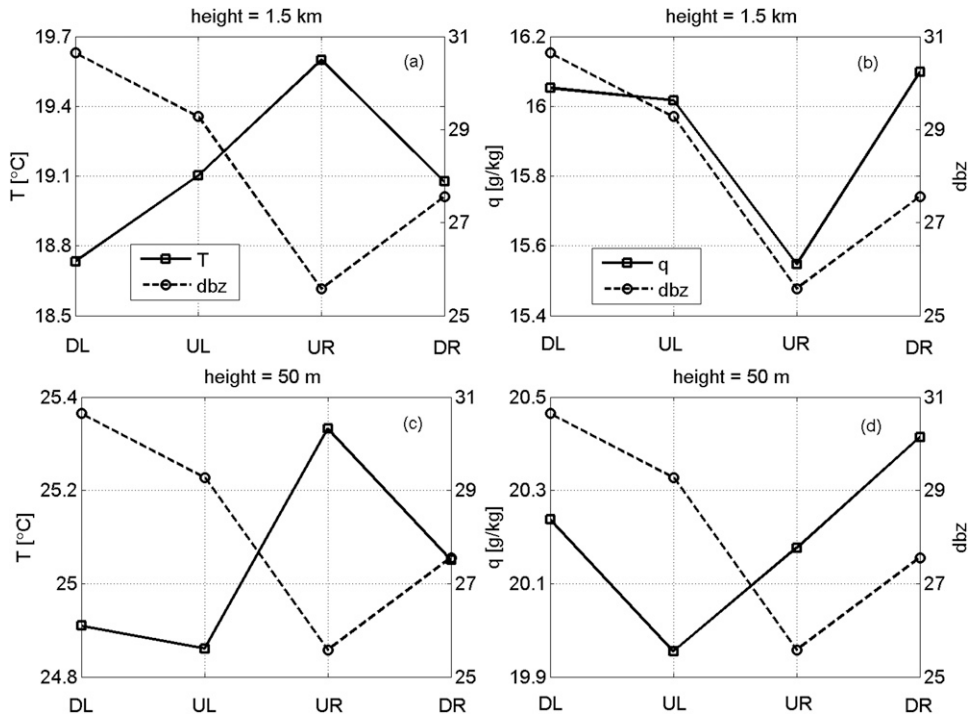 height = 1.5 km
19.7
19.4
19.1
18.8
18.5
T [°C]
31
29
27
25
(a)
T
dbz
DL UL UR DR
height = 1.5 km
16.2
16
15.8
15.6
15.4
q [g/kg]
31
29
27
25
dbz
(b)
q
dbz
DL UL UR DR
height = 50 m
25.4
25.2
25
24.8
T [°C]
31
29
27
25
(c)
DL UL UR DR
height = 50 m
20.5
20.3
20.1
19.9
q [g/kg]
31
29
27
25
dbz
(d)
DL UL UR DR